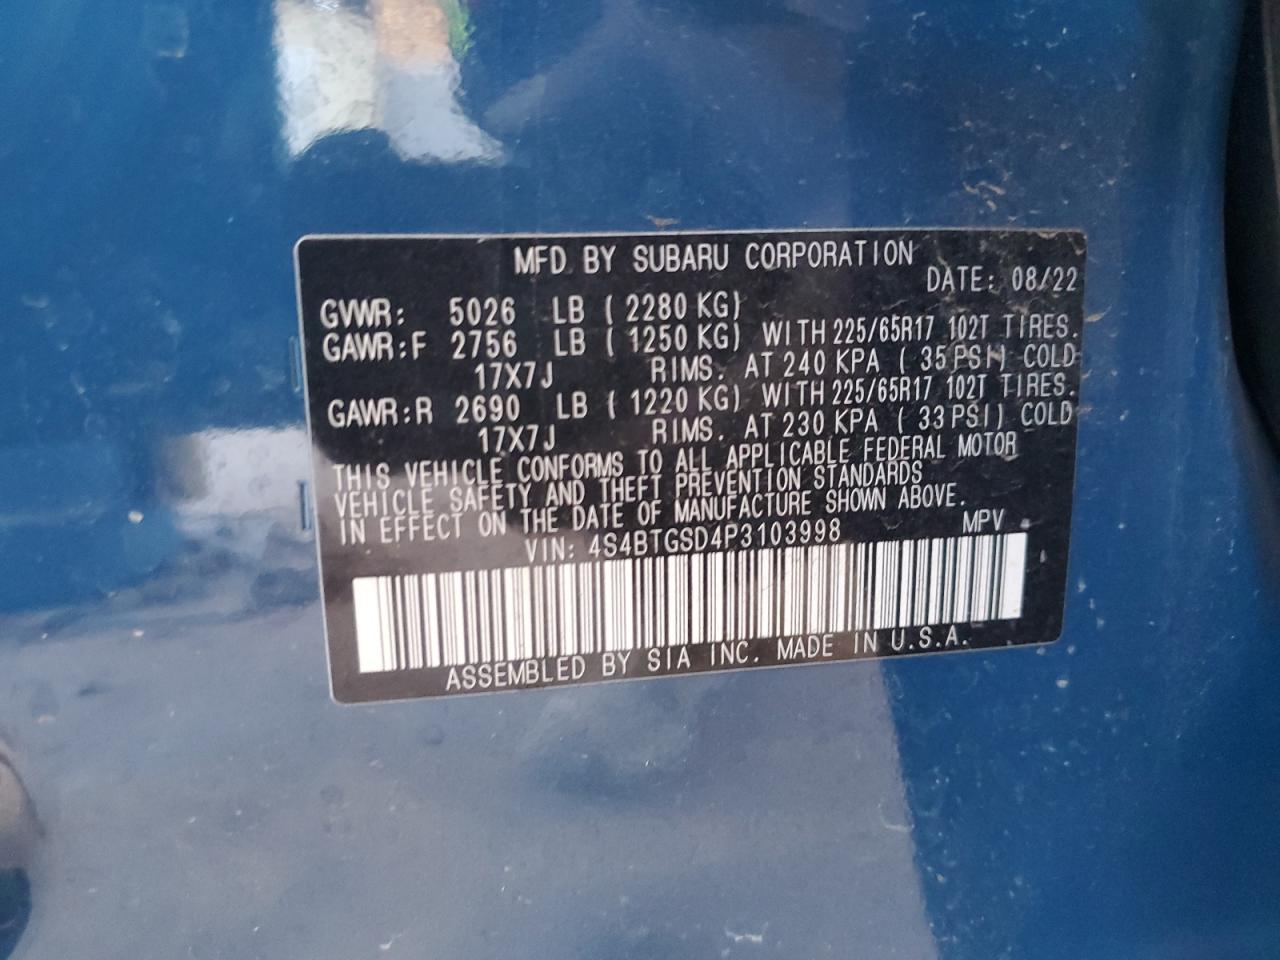 MFD. BY SUBARU CORPORATION
DATE: 08/22
GVWR: 5026 LB ( 2280 KG)
GAWR:F 2756 LB ( 1250 KG) WITH 225/65R17 102T TIRES.
17X7J RIMS. AT 240 KPA ( 35 PSI) COLD
GAWR:R 2690 LB ( 1220 KG) WITH 225/65R17 102T TIRES.
17X7J RIMS. AT 230 KPA ( 33 PSI) COLD
THIS VEHICLE CONFORMS TO ALL APPLICABLE FEDERAL MOTOR
VEHICLE SAFETY AND THEFT PREVENTION STANDARDS
IN EFFECT ON THE DATE OF MANUFACTURE SHOWN ABOVE.
VIN: 4S4BTGSD4P3103998 MPV
ASSEMBLED BY SIA INC. MADE IN U.S.A.